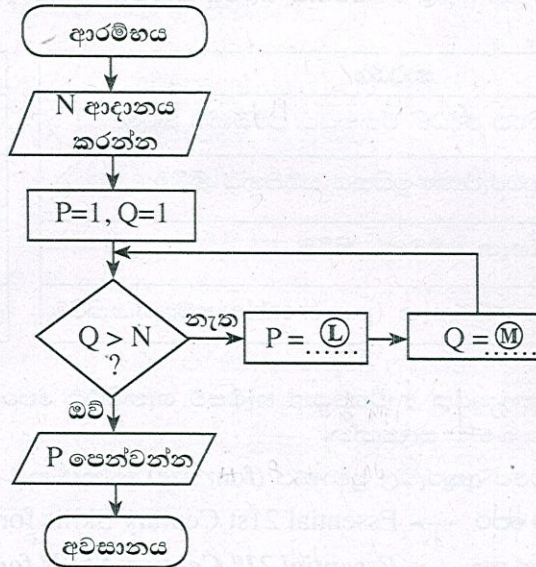 ආරම්භය
N ආදානය
කරන්න
P=1, Q=1
Q > N
?
නැත
P = Ⓛ
Q = Ⓜ
ඔව්
P පෙන්වන්න
අවසානය